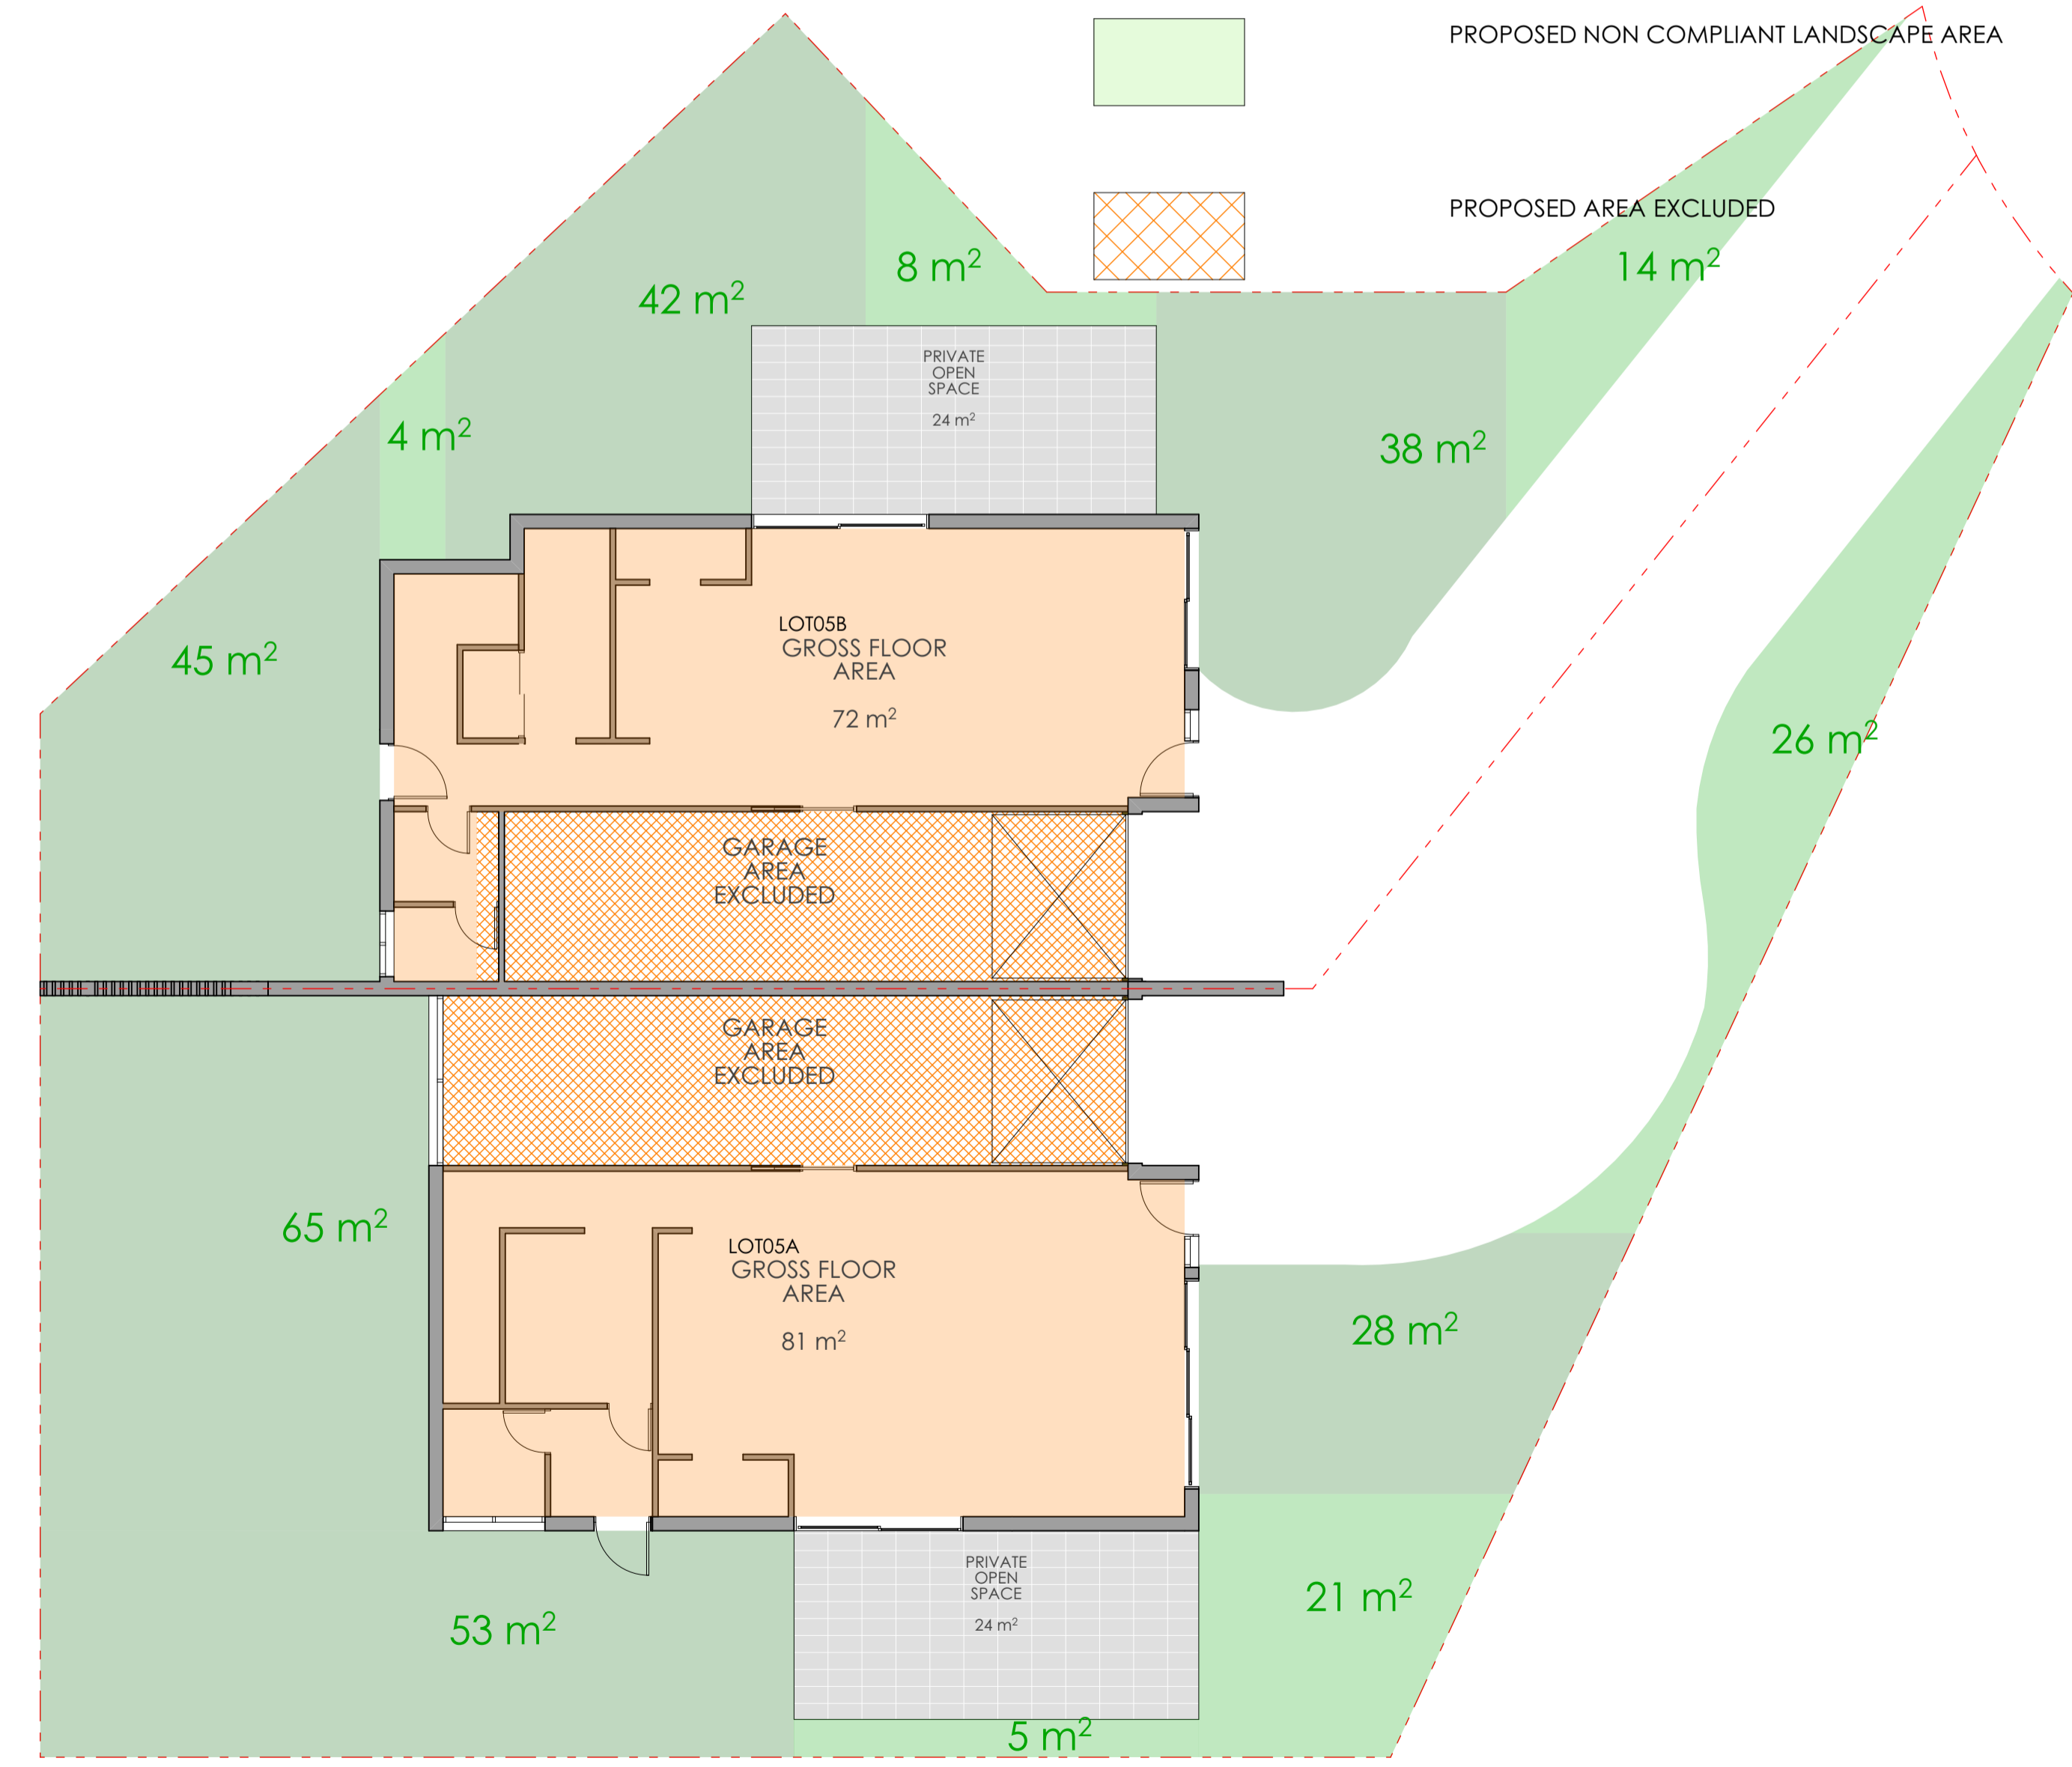 PROPOSED NON COMPLIANT LANDSCAPE AREA
PROPOSED AREA EXCLUDED
8 m²
14 m²
42 m²
PRIVATE
OPEN
SPACE
24 m²
4 m²
38 m²
LOT05B
GROSS FLOOR
AREA
72 m²
45 m²
26 m²
GARAGE
AREA
EXCLUDED
GARAGE
AREA
EXCLUDED
65 m²
LOT05A
GROSS FLOOR
AREA
81 m²
28 m²
PRIVATE
OPEN
SPACE
24 m²
21 m²
53 m²
5 m²